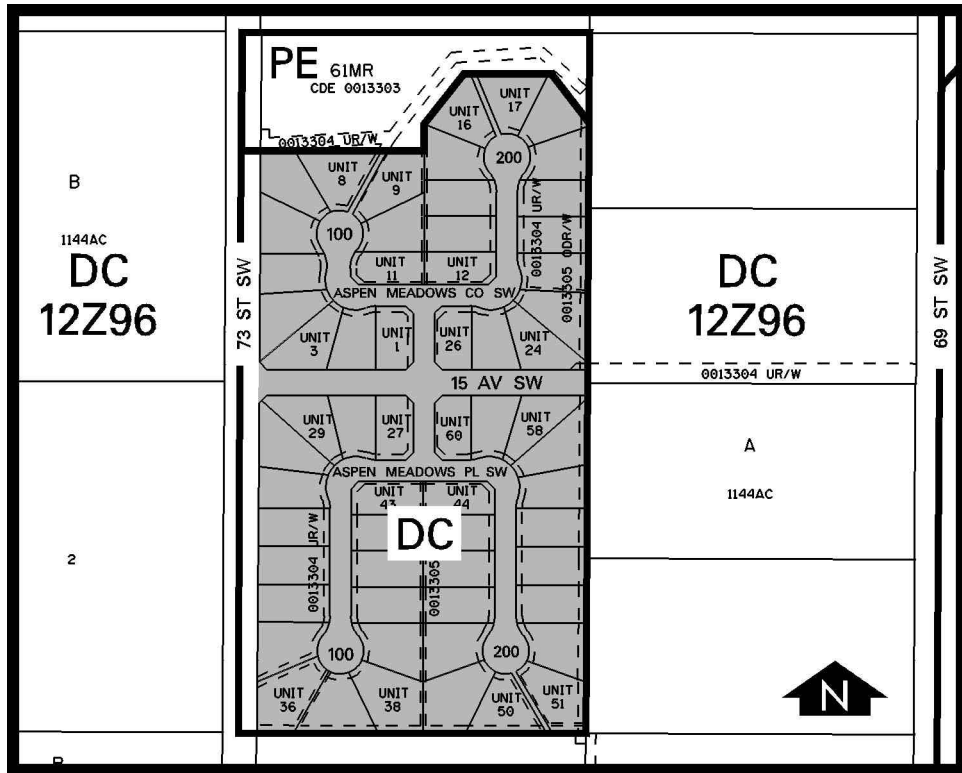 PE 61MR
CDE 0013303
UNIT
17
UNIT
16
0013304 UR/W
200
UNIT
8
UNIT
9
B
1144AC
DC
12Z96
100
0013304 UR/W
0013305 ODR/W
UNIT
11
UNIT
12
DC
12Z96
73 ST SW
69 ST SW
ASPEN MEADOWS CO SW
UNIT
3
UNIT
1
UNIT
26
UNIT
24
0013304 UR/W
15 AV SW
UNIT
29
UNIT
27
UNIT
60
UNIT
58
A
1144AC
ASPEN MEADOWS PL SW
UNIT
43
UNIT
44
DC
2
0013304 UR/W
0013305
100
200
UNIT
36
UNIT
38
UNIT
50
UNIT
51
N